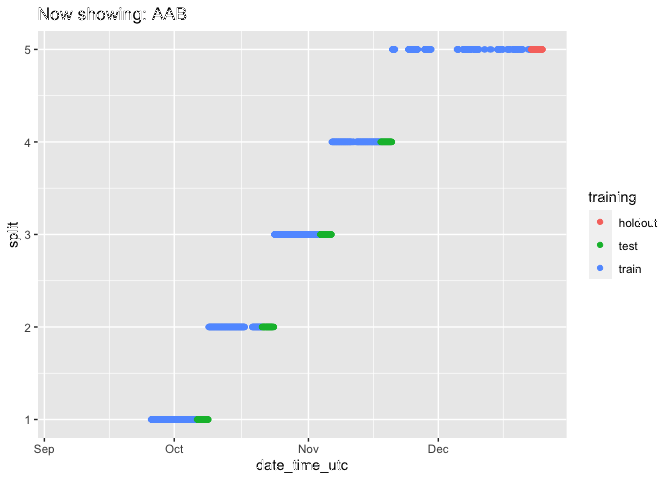 Now showing: AAB
split
5
4
3
2
1
Sep
Oct
Nov
Dec
date_time_utc
training
holdout
test
train